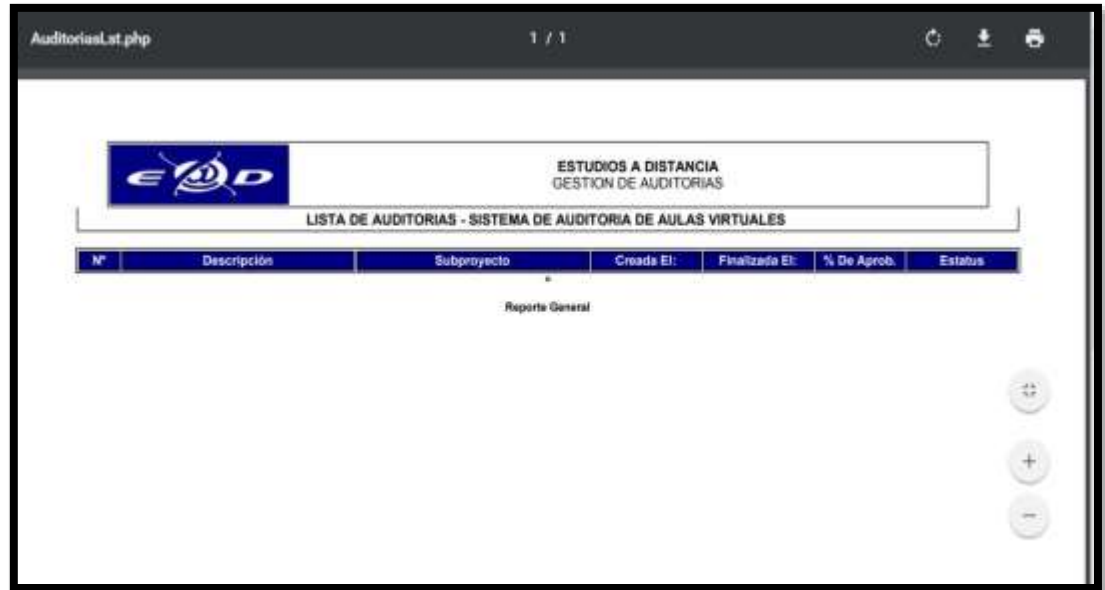 AuditoriasLst.php 1 / 1
E@D
ESTUDIOS A DISTANCIA
GESTION DE AUDITORIAS
LISTA DE AUDITORIAS - SISTEMA DE AUDITORIA DE AULAS VIRTUALES
Nº Descripción Subproyecto Creada El: Finalizada El: % De Aprob. Estatus
Reporte General